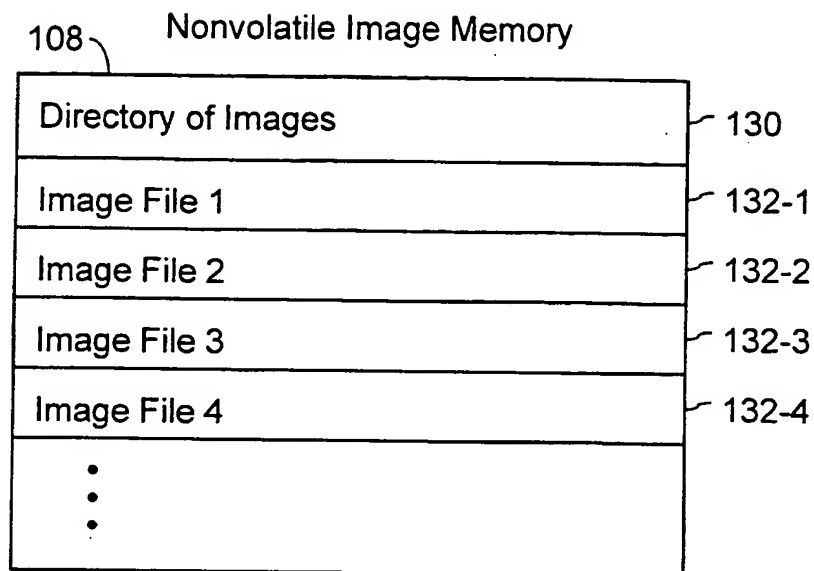 Nonvolatile Image Memory
108
Directory of Images 130
Image File 1 132-1
Image File 2 132-2
Image File 3 132-3
Image File 4 132-4